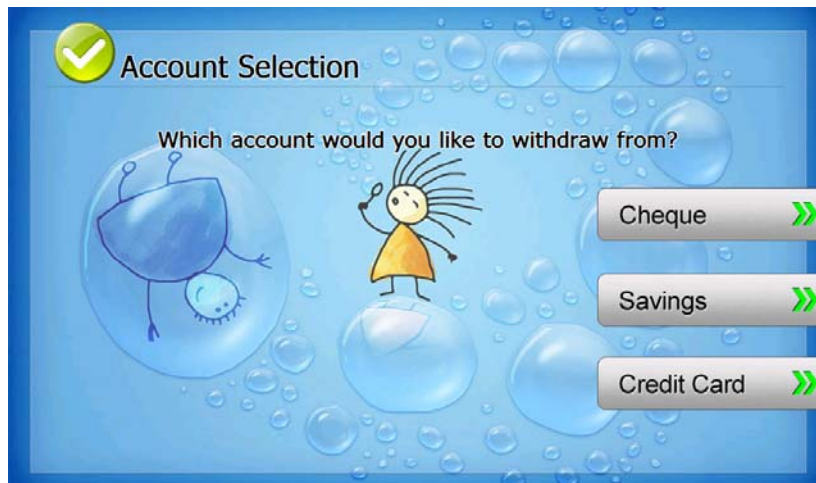 Account Selection
Which account would you like to withdraw from?
Cheque
Savings
Credit Card